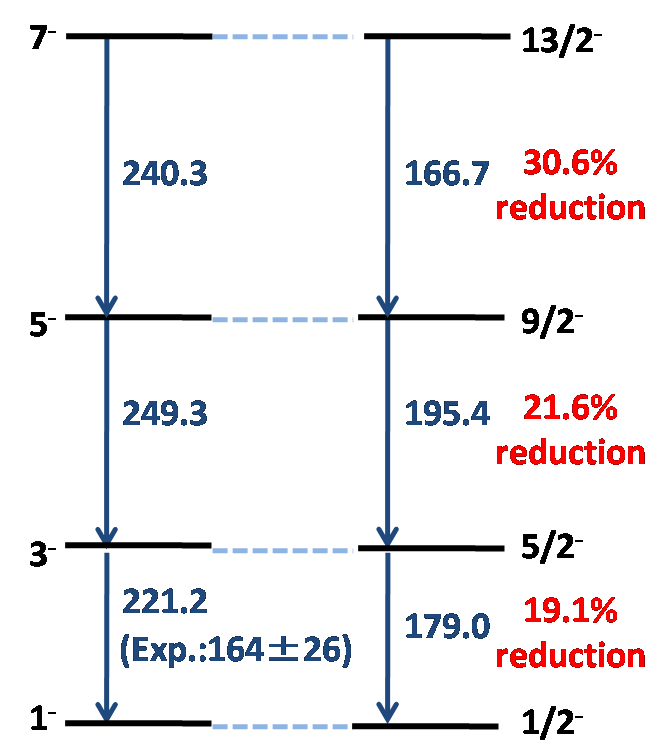 7⁻ 13/2⁻
240.3 166.7 30.6%
reduction
5⁻ 9/2⁻
249.3 195.4 21.6%
reduction
3⁻ 5/2⁻
221.2
(Exp.:164±26) 179.0 19.1%
reduction
1⁻ 1/2⁻